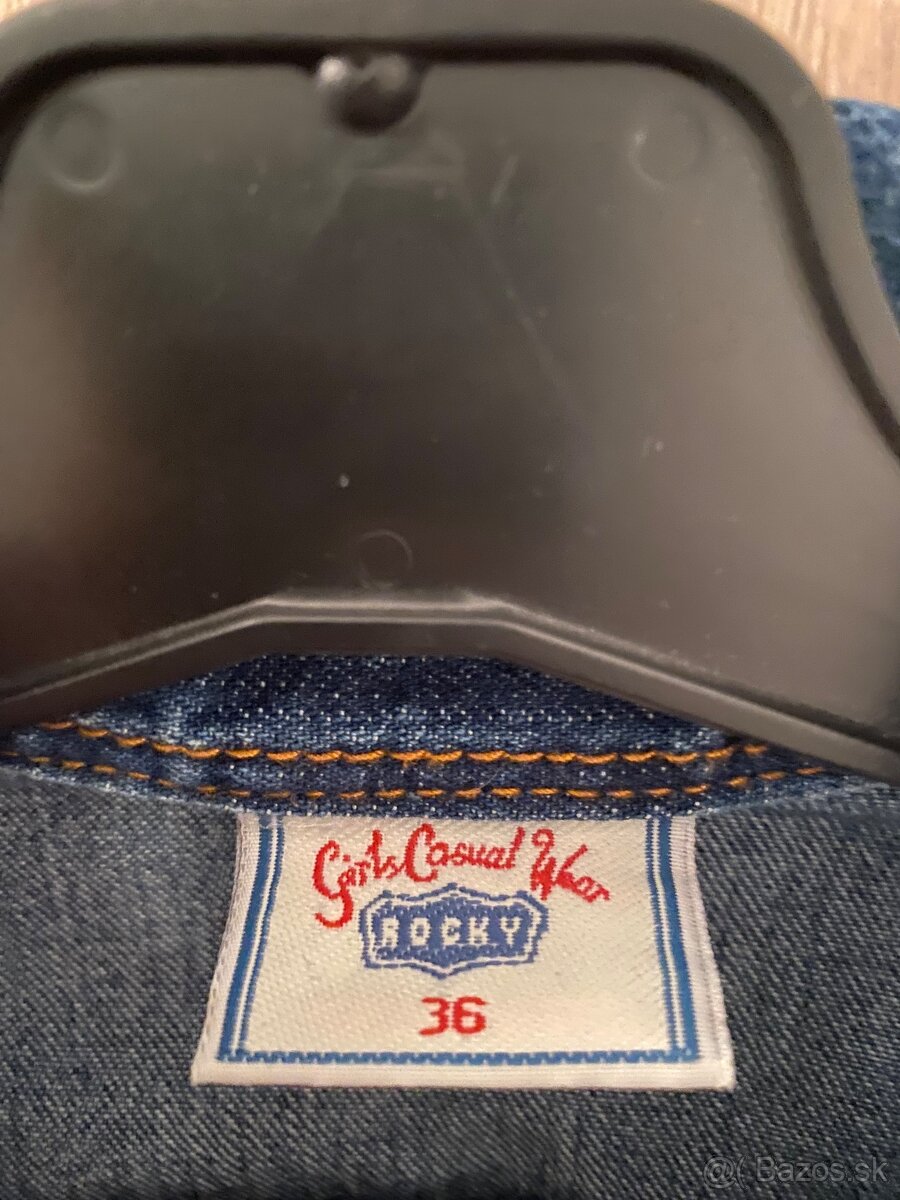 Girls Casual Wear
ROCKY
36
@( Bazos.sk